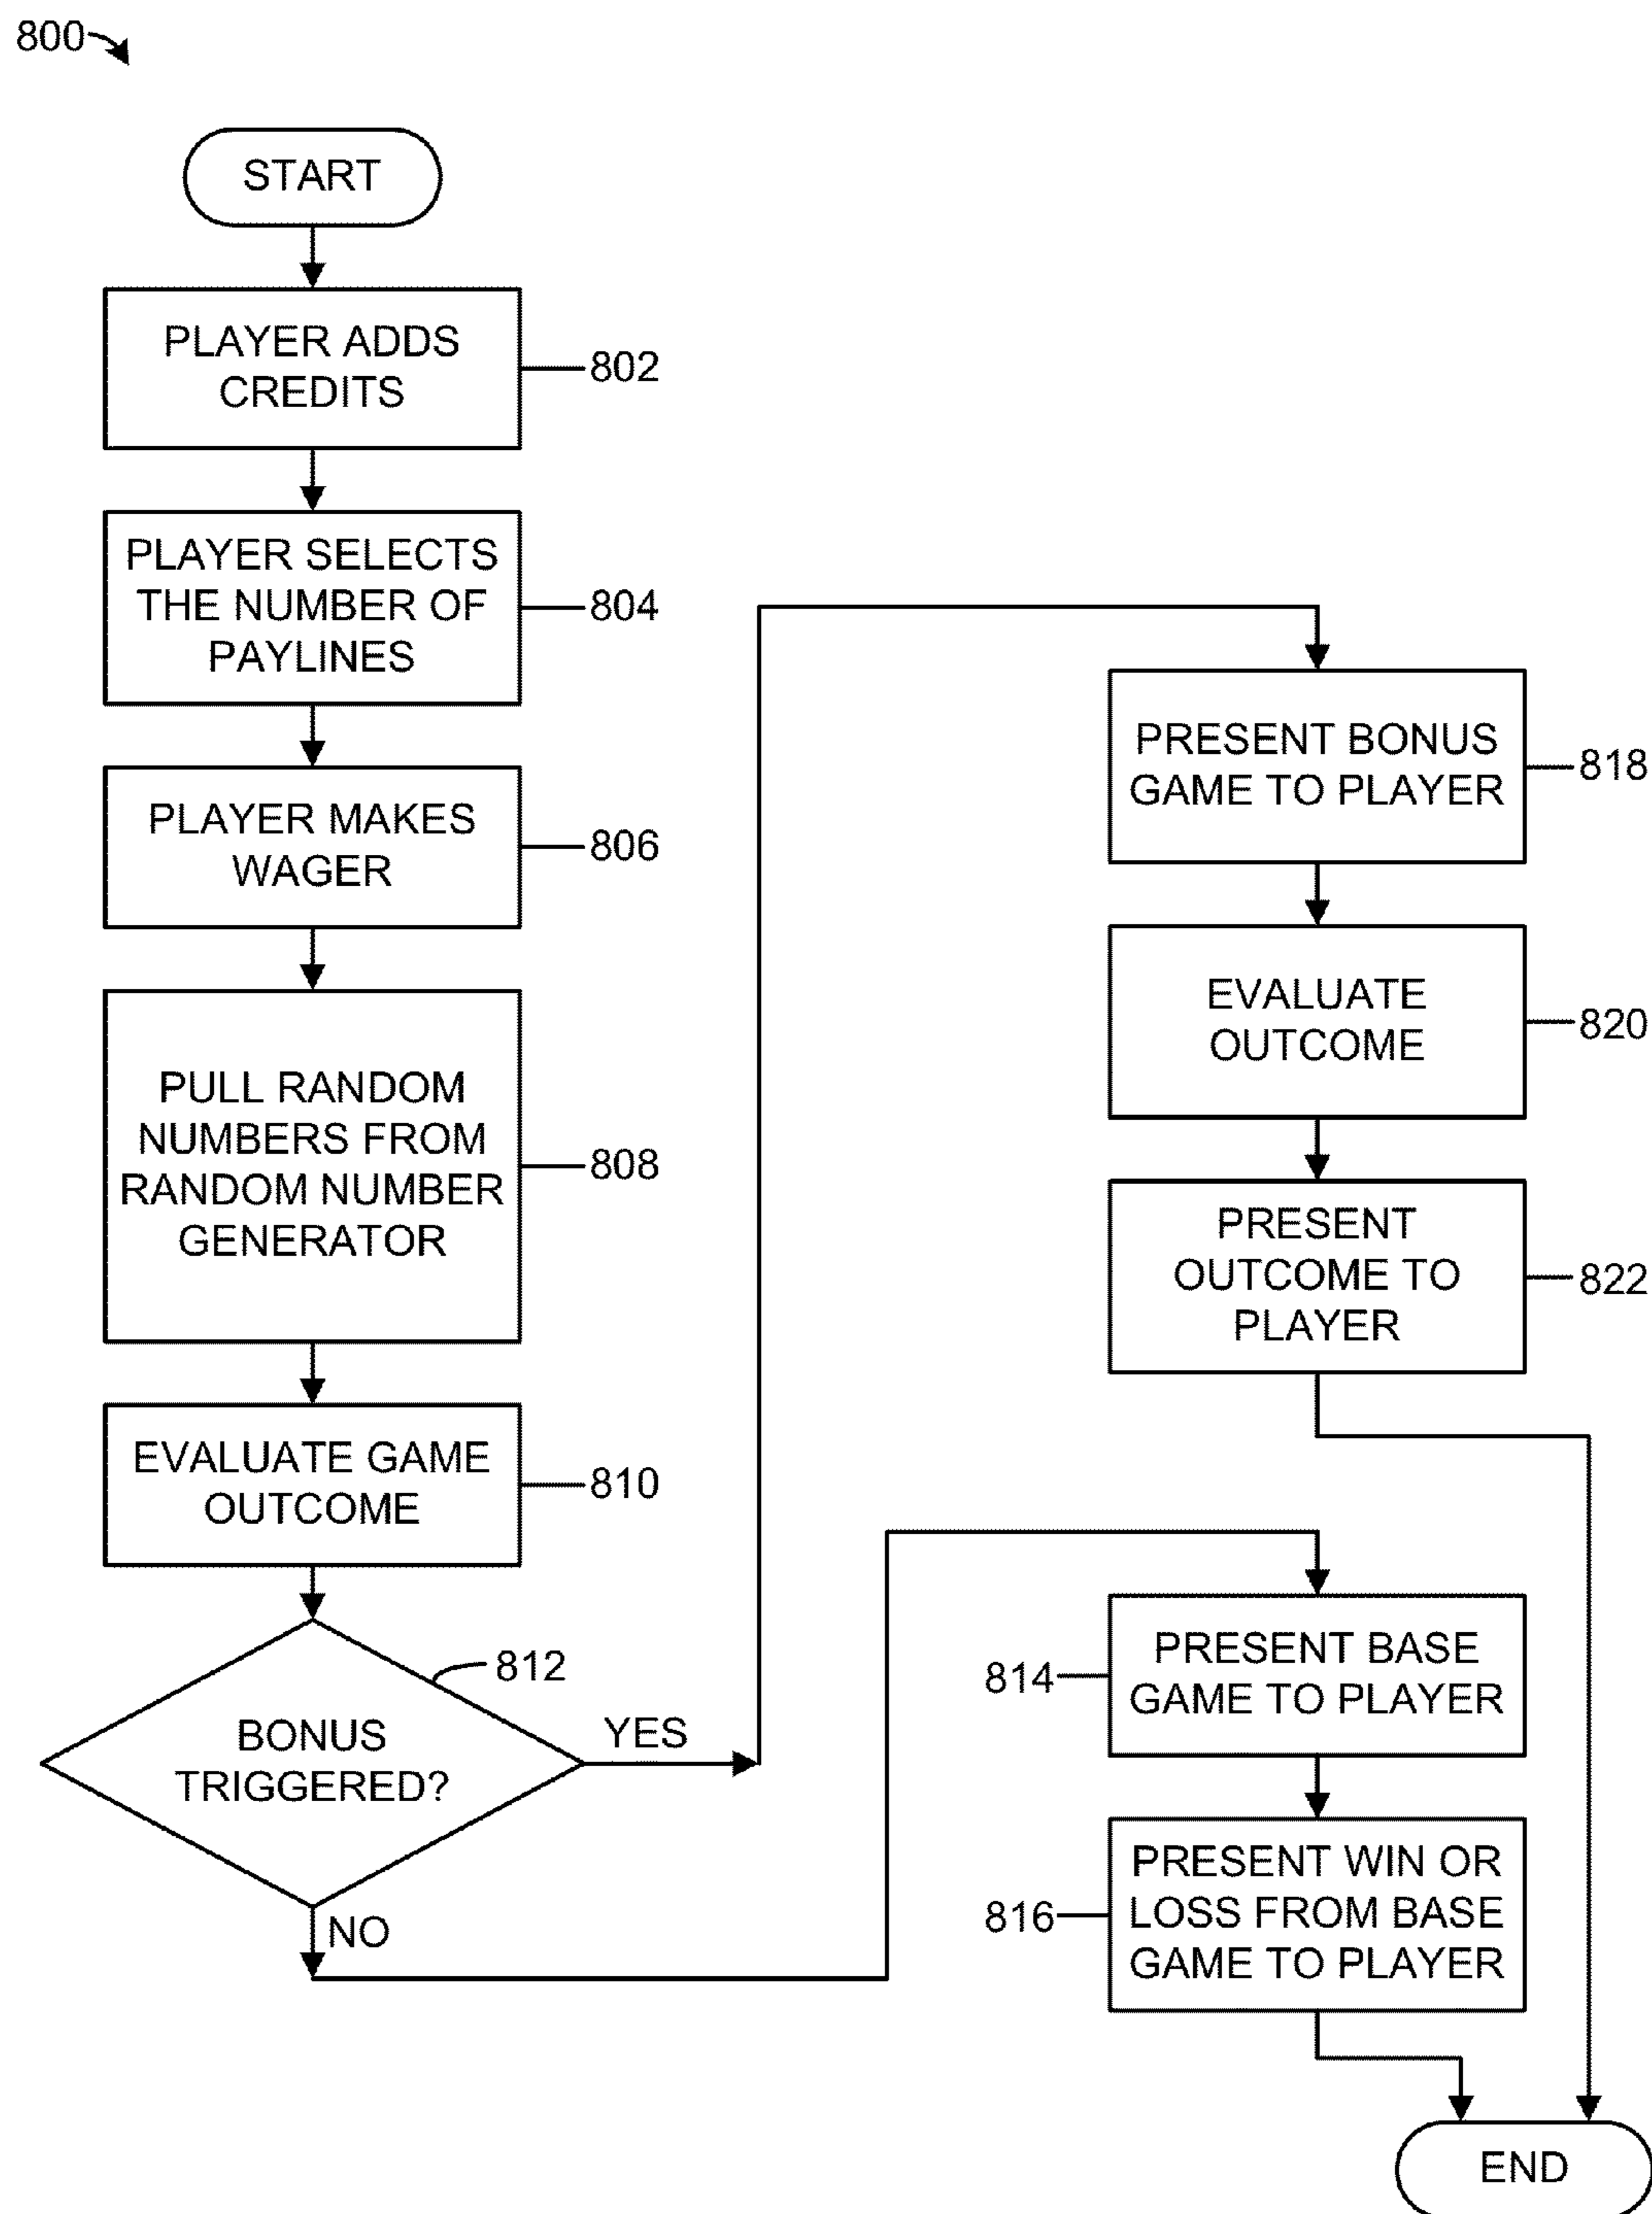 800
START
PLAYER ADDS
CREDITS
802
PLAYER SELECTS
THE NUMBER OF
PAYLINES
804
PLAYER MAKES
WAGER
806
PULL RANDOM
NUMBERS FROM
RANDOM NUMBER
GENERATOR
808
EVALUATE GAME
OUTCOME
810
BONUS
TRIGGERED?
812
YES
NO
PRESENT BONUS
GAME TO PLAYER
818
EVALUATE
OUTCOME
820
PRESENT
OUTCOME TO
PLAYER
822
PRESENT BASE
GAME TO PLAYER
814
PRESENT WIN OR
LOSS FROM BASE
GAME TO PLAYER
816
END